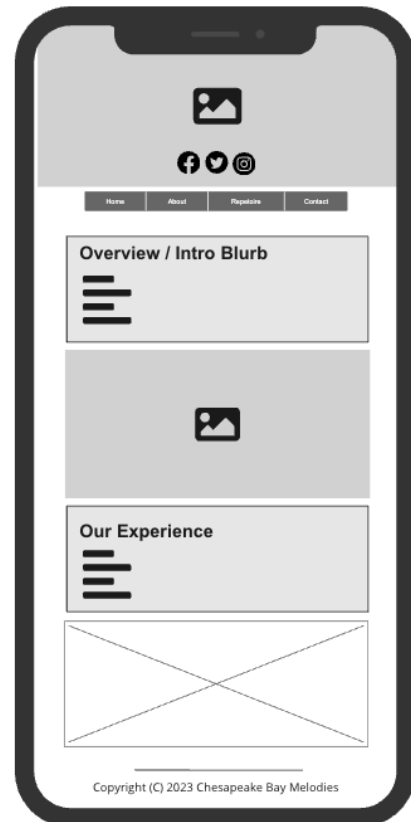 Home About Repetoire Contact
Overview / Intro Blurb
Our Experience
Copyright (C) 2023 Chesapeake Bay Melodies